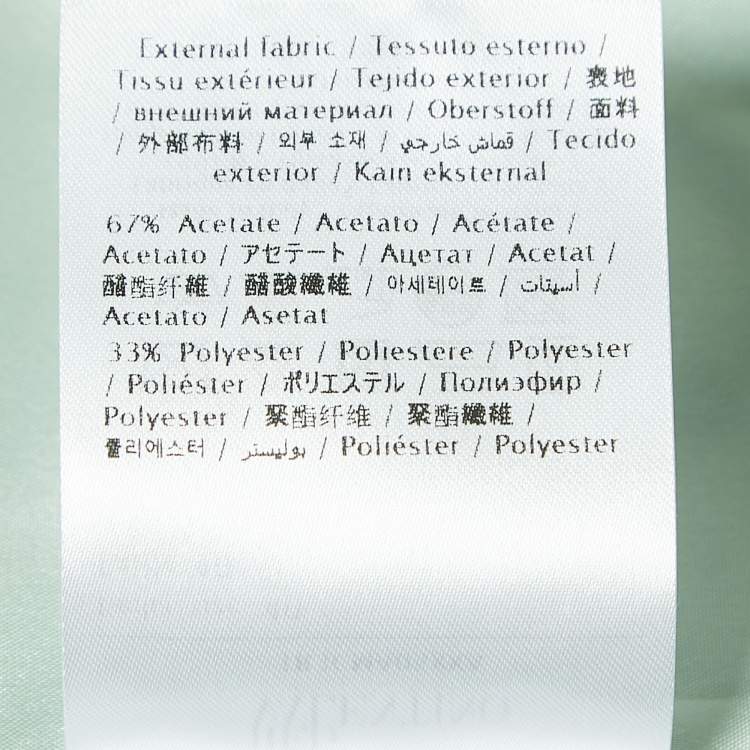 External fabric / Tessuto esterno /
Tissu extérieur / Tejido exterior / 表地
/ внешний материал / Oberstoff / 面料
/ 外部布料 / 외부 소재 / قماش خارجي / Tecido
exterior / Kain eksternal
67% Acetate / Acetato / Acétate /
Acetato / アセテート / Ацетат / Acetat /
醋酯纤維 / 醋酸纖維 / 아세테이트 / أسيتات /
Acetato / Asetat
33% Polyester / Poliestere / Polyester
/ Poliéster / ポリエステル / Полиэфир /
Polyester / 聚酯纤维 / 聚酯纖維 /
폴리에스터 / بوليستر / Poliéster / Polyester